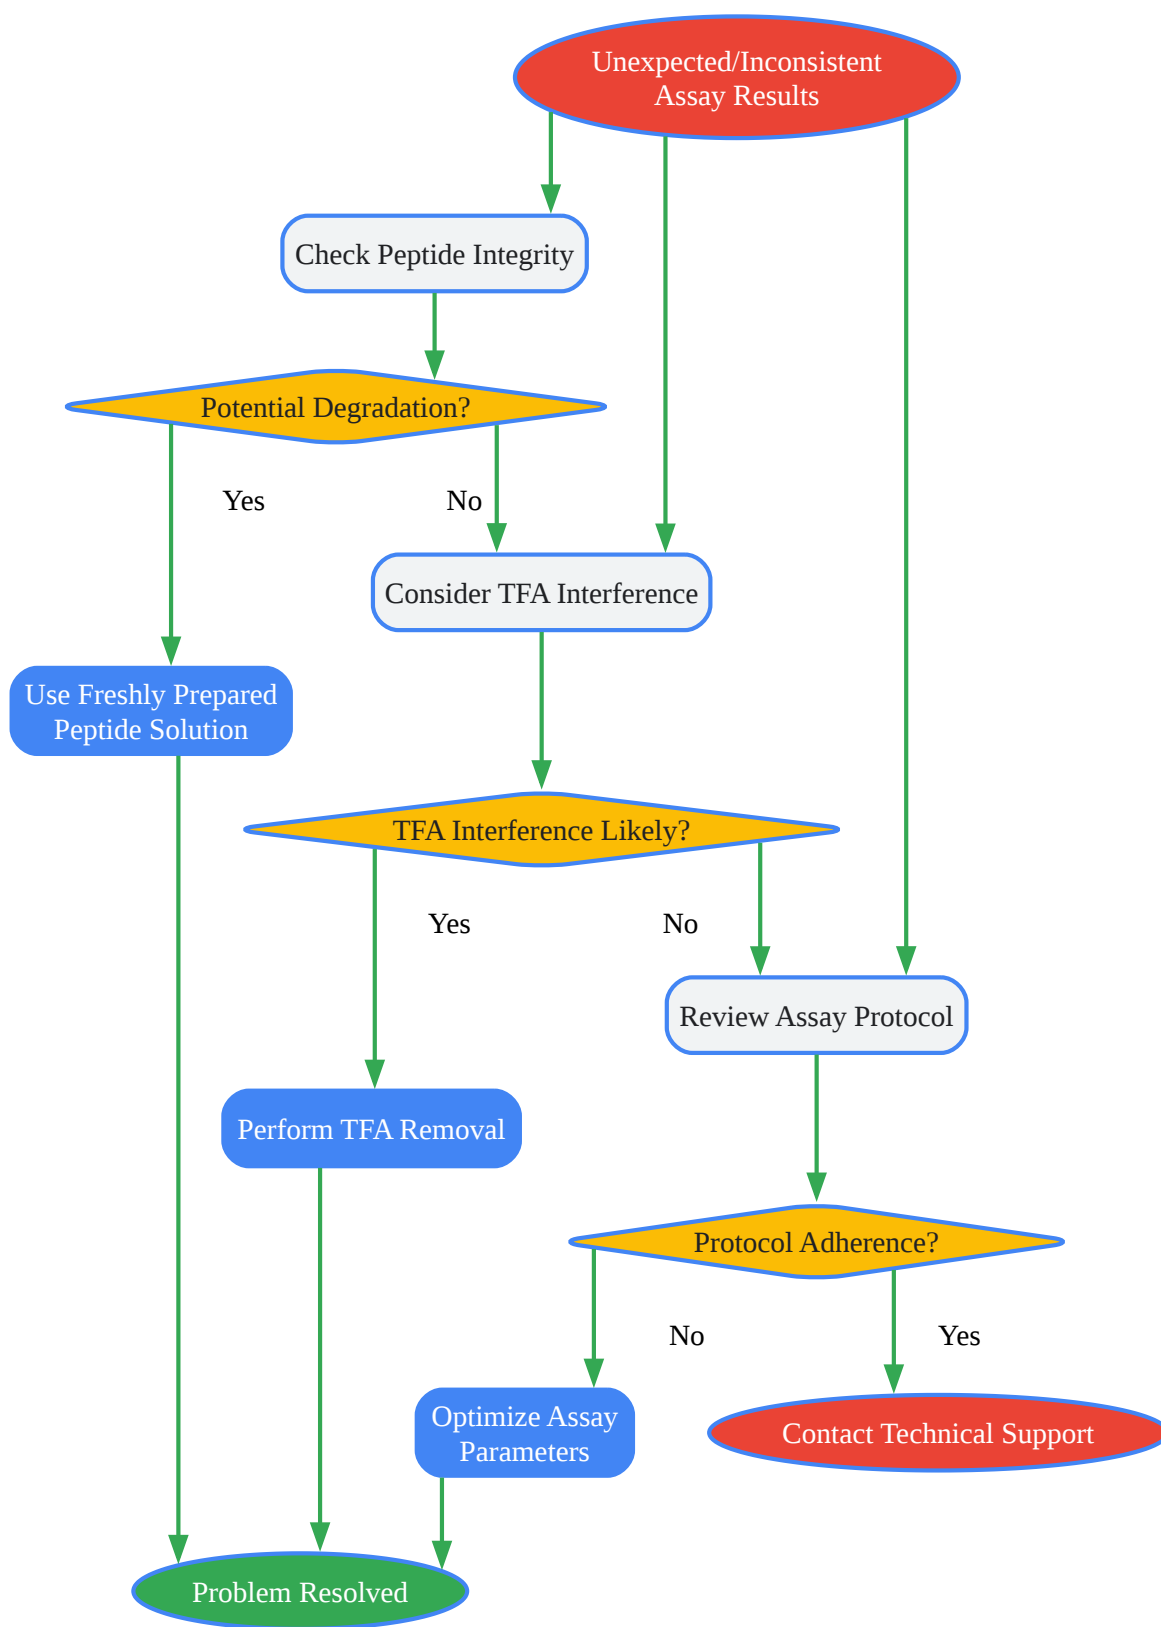 Unexpected/Inconsistent
Assay Results
Check Peptide Integrity
Potential Degradation?
Yes
No
Consider TFA Interference
Use Freshly Prepared
Peptide Solution
TFA Interference Likely?
Yes
No
Review Assay Protocol
Perform TFA Removal
Protocol Adherence?
No
Yes
Optimize Assay
Parameters
Contact Technical Support
Problem Resolved